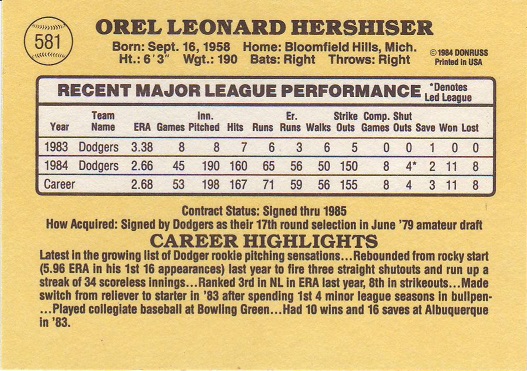 581
OREL LEONARD HERSHISER
Born: Sept. 16, 1958 Home: Bloomfield Hills, Mich.
Ht.: 6'3" Wgt.: 190 Bats: Right Throws: Right
© 1984 DONRUSS
Printed in USA
RECENT MAJOR LEAGUE PERFORMANCE *Denotes Led League
Year Team Name ERA Games Inn. Pitched Hits Runs Er. Runs Walks Strike Outs Comp. Games Shut Outs Save Won Lost
1983 Dodgers 3.38 8 8 7 6 3 6 5 0 0 1 0 0
1984 Dodgers 2.66 45 190 160 65 56 50 150 8 4* 2 11 8
Career 2.68 53 198 167 71 59 56 155 8 4 3 11 8
Contract Status: Signed thru 1985
How Acquired: Signed by Dodgers as their 17th round selection in June '79 amateur draft
CAREER HIGHLIGHTS
Latest in the growing list of Dodger rookie pitching sensations...Rebounded from rocky start
(5.96 ERA in his 1st 16 appearances) last year to fire three straight shutouts and run up a
streak of 34 scoreless innings...Ranked 3rd in NL in ERA last year, 8th in strikeouts...Made
switch from reliever to starter in '83 after spending 1st 4 minor league seasons in bullpen-
...Played collegiate baseball at Bowling Green...Had 10 wins and 16 saves at Albuquerque
in '83.